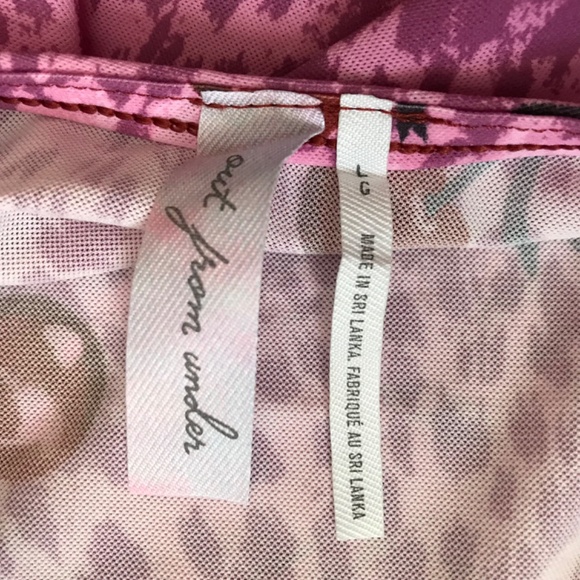 out from under
LG
MADE IN SRI LANKA. FABRIQUÉ AU SRI LANKA